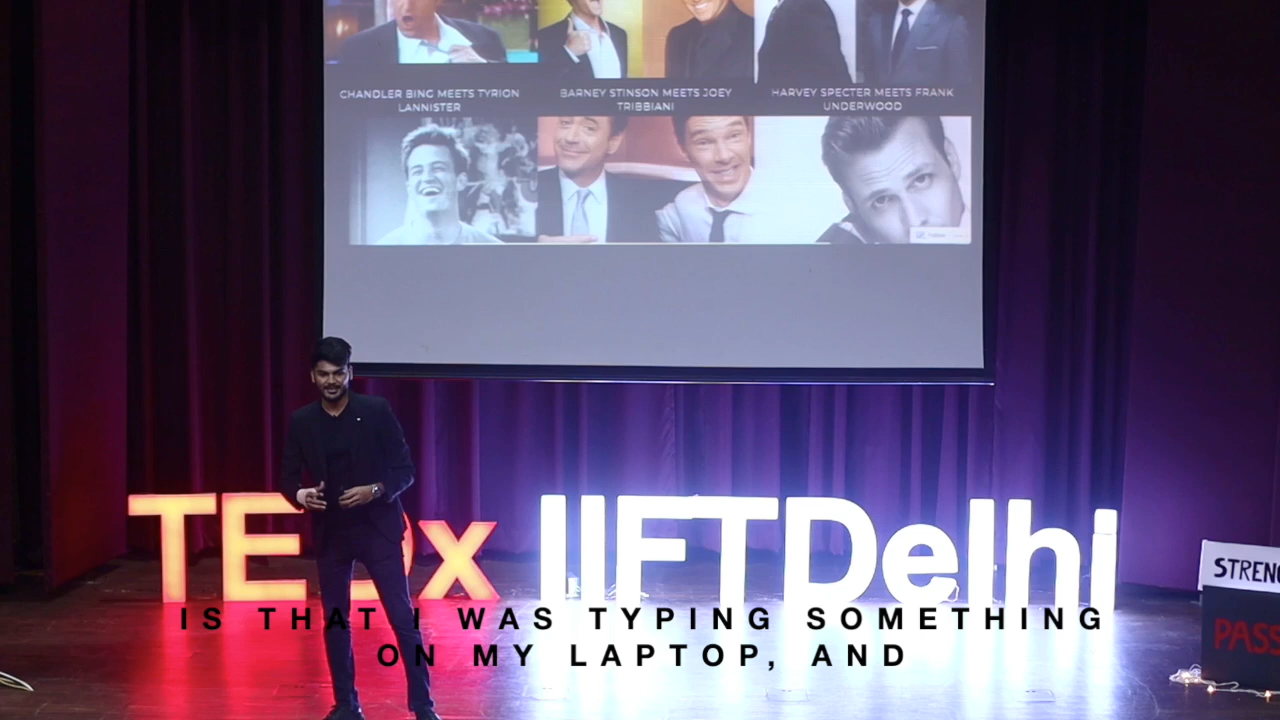 CHANDLER BING MEETS TYRION
LANNISTER
BARNEY STINSON MEETS JOEY
TRIBBIANI
HARVEY SPECTER MEETS FRANK
UNDERWOOD
TEDx IIFTDelhi
STRENG
PASS
IS THAT I WAS TYPING SOMETHING
ON MY LAPTOP, AND